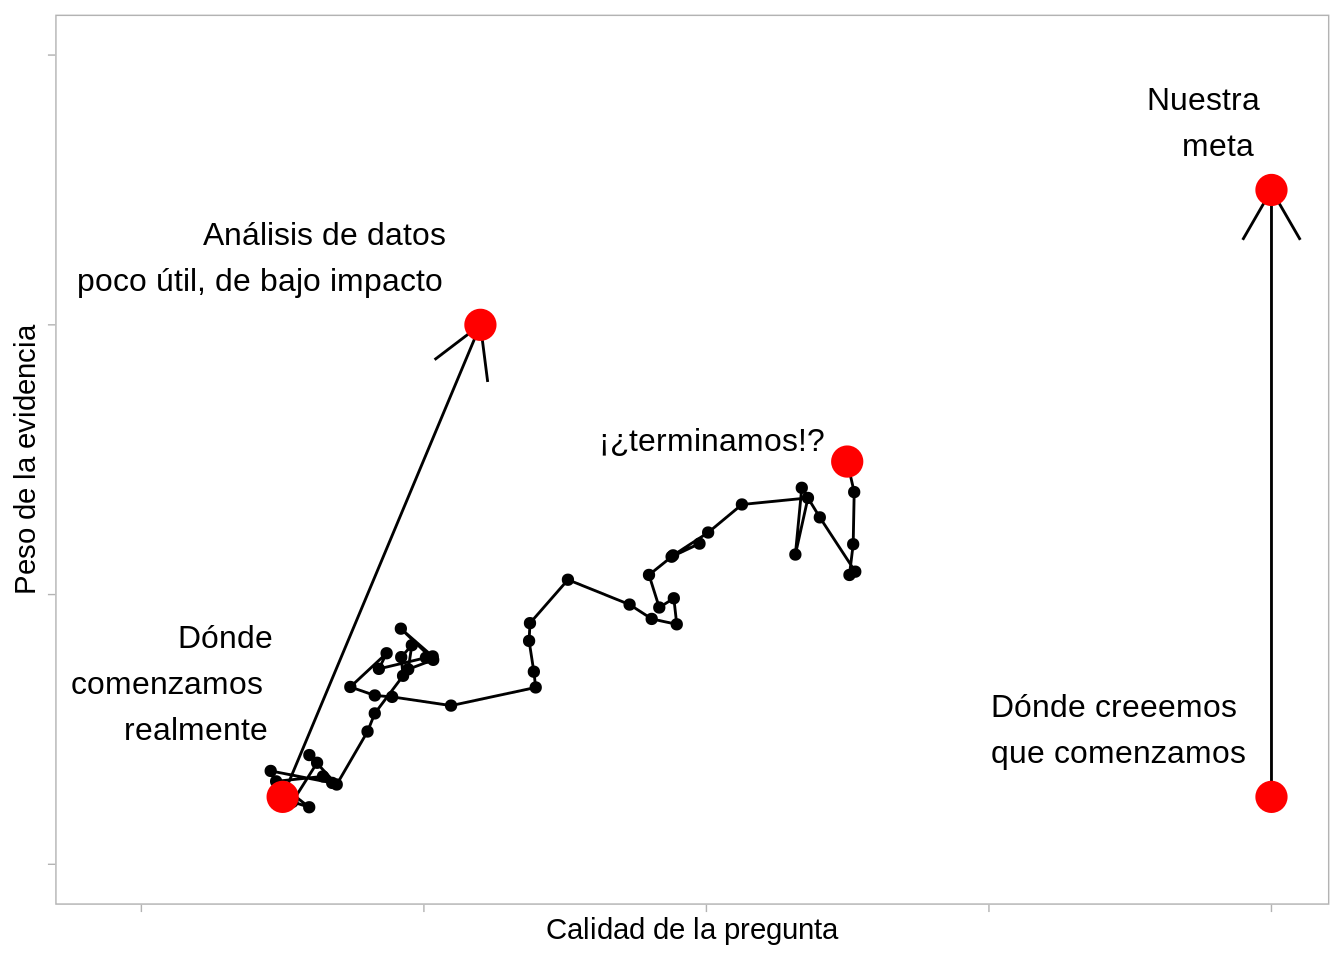 Nuestra
meta
Análisis de datos
poco útil, de bajo impacto
¡¿terminamos!?
Dónde
comenzamos
realmente
Dónde creeemos
que comenzamos
Peso de la evidencia
Calidad de la pregunta